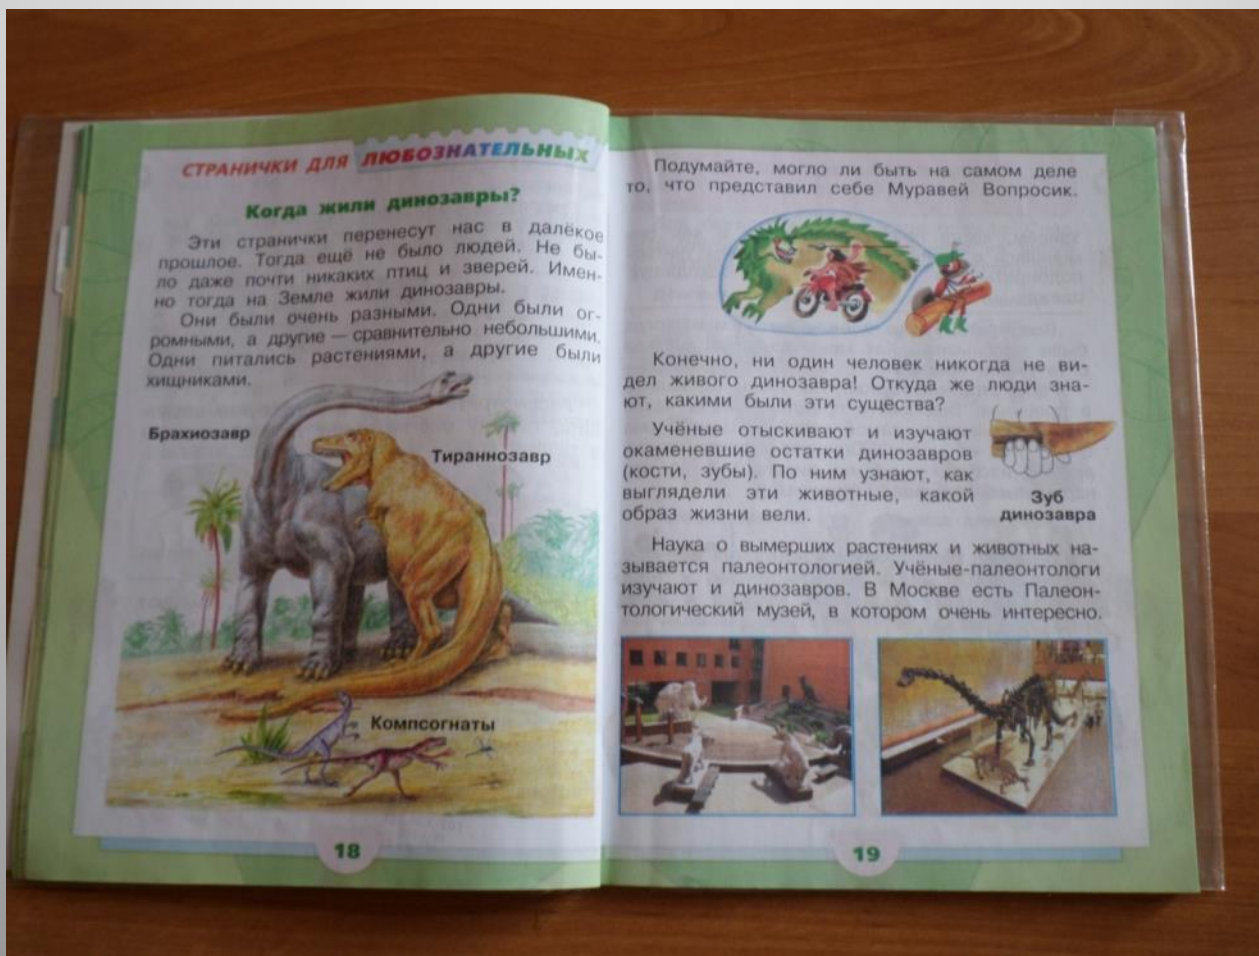 СТРАНИЧКИ ДЛЯ ЛЮБОЗНАТЕЛЬНЫХ
Когда жили динозавры?
Эти странички перенесут нас в далёкое
прошлое. Тогда ещё не было людей. Не бы-
ло даже почти никаких птиц и зверей. Имен-
но тогда на Земле жили динозавры.
Они были очень разными. Одни были ог-
ромными, а другие — сравнительно небольшими.
Одни питались растениями, а другие были
хищниками.
Брахиозавр
Тираннозавр
Компсогнаты
18
Подумайте, могло ли быть на самом деле
то, что представил себе Муравей Вопросик.
Конечно, ни один человек никогда не ви-
дел живого динозавра! Откуда же люди зна-
ют, какими были эти существа?
Учёные отыскивают и изучают
окаменевшие остатки динозавров
(кости, зубы). По ним узнают, как
выглядели эти животные, какой
образ жизни вели.
Зуб
динозавра
Наука о вымерших растениях и животных на-
зывается палеонтологией. Учёные-палеонтологи
изучают и динозавров. В Москве есть Палеон-
тологический музей, в котором очень интересно.
19